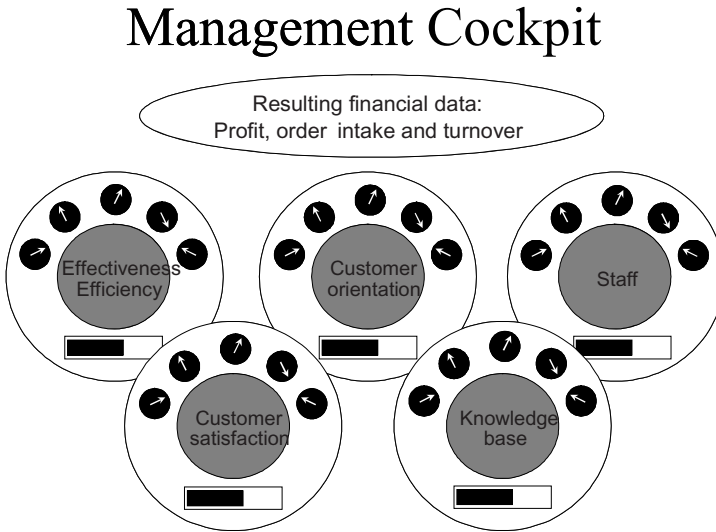 Management Cockpit
Resulting financial data:
Profit, order intake and turnover
Effectiveness
Efficiency
Customer
orientation
Staff
Customer
satisfaction
Knowledge
base